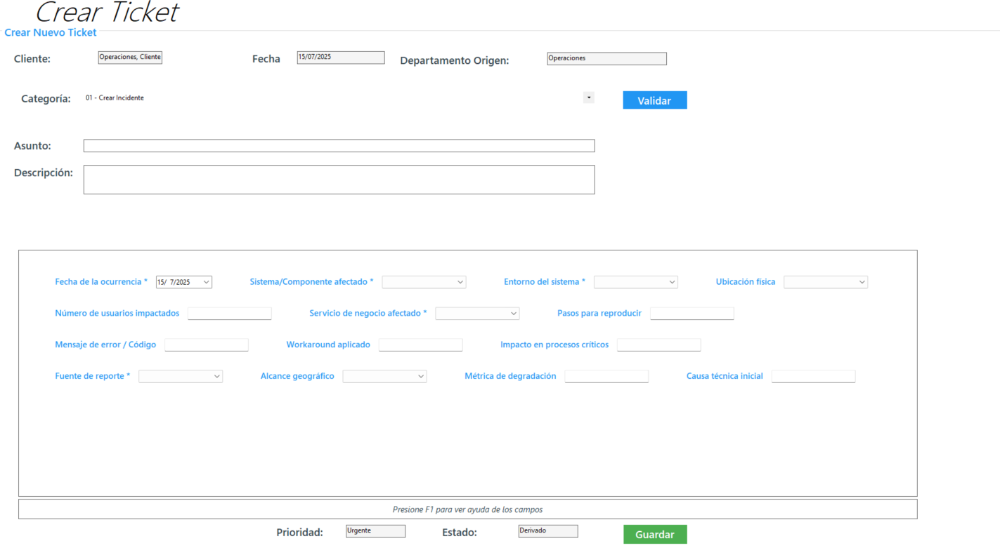 Crear Ticket
Crear Nuevo Ticket
Cliente: Operaciones, Cliente Fecha 15/07/2025 Departamento Origen: Operaciones
Categoría: 01 - Crear Incidente Validar
Asunto:
Descripción:
Fecha de la ocurrencia * 15/ 7/2025 Sistema/Componente afectado * Entorno del sistema * Ubicación física
Número de usuarios impactados Servicio de negocio afectado * Pasos para reproducir
Mensaje de error / Código Workaround aplicado Impacto en procesos críticos
Fuente de reporte * Alcance geográfico Métrica de degradación Causa técnica inicial
Presione F1 para ver ayuda de los campos
Prioridad: Urgente Estado: Derivado Guardar